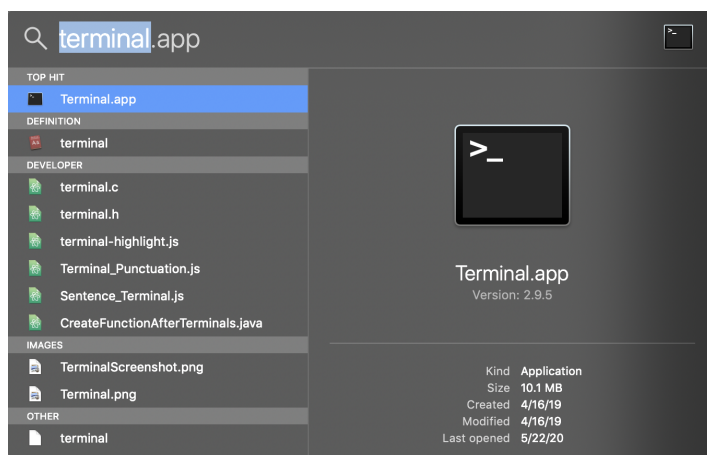 terminal.app
TOP HIT
Terminal.app
DEFINITION
terminal
DEVELOPER
terminal.c
terminal.h
terminal-highlight.js
Terminal_Punctuation.js
Sentence_Terminal.js
CreateFunctionAfterTerminals.java
IMAGES
TerminalScreenshot.png
Terminal.png
OTHER
terminal
>_
Terminal.app
Version: 2.9.5
Kind Application
Size 10.1 MB
Created 4/16/19
Modified 4/16/19
Last opened 5/22/20